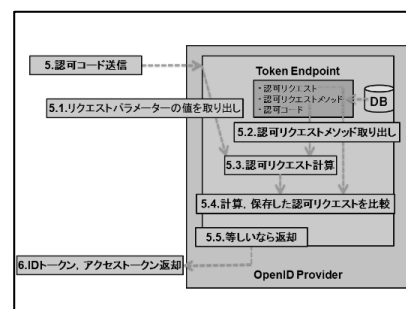 5.認可コード送信
Token Endpoint
・認可リクエスト
・認可リクエストメソッド
・認可コード
DB
5.1.リクエストパラメーターの値を取り出し
5.2.認可リクエストメソッド取り出し
5.3.認可リクエスト計算
5.4.計算、保存した認可リクエストを比較
5.5.等しいなら返却
6.IDトークン，アクセストークン返却
OpenID Provider